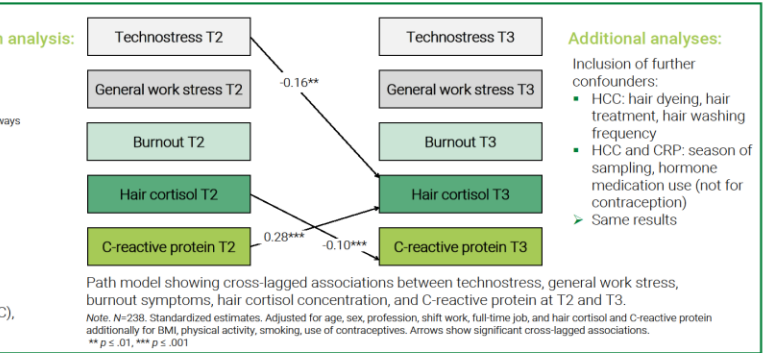 n analysis:
Technostress T2
Technostress T3
Additional analyses:
-0.16**
General work stress T2
General work stress T3
Inclusion of further
confounders:
▪ HCC: hair dyeing, hair
treatment, hair washing
frequency
▪ HCC and CRP: season of
sampling, hormone
medication use (not for
contraception)
➢ Same results
ways
Burnout T2
Burnout T3
Hair cortisol T2
Hair cortisol T3
C-reactive protein T2
0.28***
-0.10***
C-reactive protein T3
Path model showing cross-lagged associations between technostress, general work stress,
burnout symptoms, hair cortisol concentration, and C-reactive protein at T2 and T3.
C),
Note. N=238. Standardized estimates. Adjusted for age, sex, profession, shift work, full-time job, and hair cortisol and C-reactive protein
additionally for BMI, physical activity, smoking, use of contraceptives. Arrows show significant cross-lagged associations.
** p ≤ .01, *** p ≤ .001